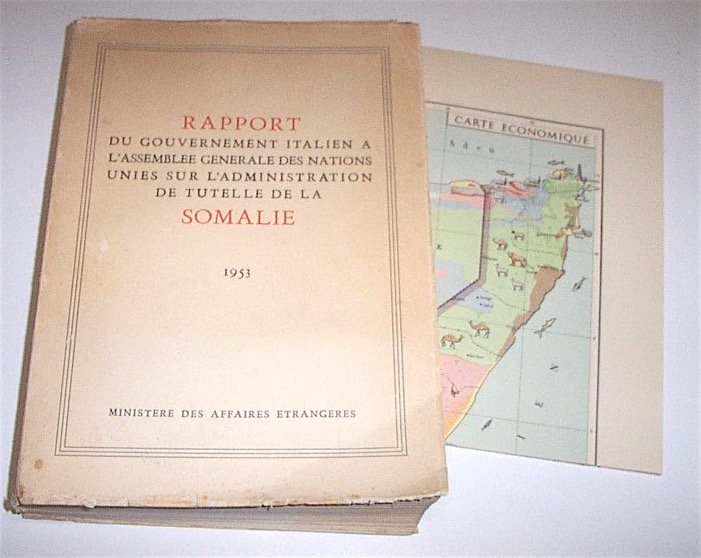 RAPPORT
DU GOUVERNEMENT ITALIEN A
L'ASSEMBLEE GENERALE DES NATIONS
UNIES SUR L'ADMINISTRATION
DE TUTELLE DE LA
SOMALIE
1953
MINISTERE DES AFFAIRES ETRANGERES
CARTE ECONOMIQUE
Aden